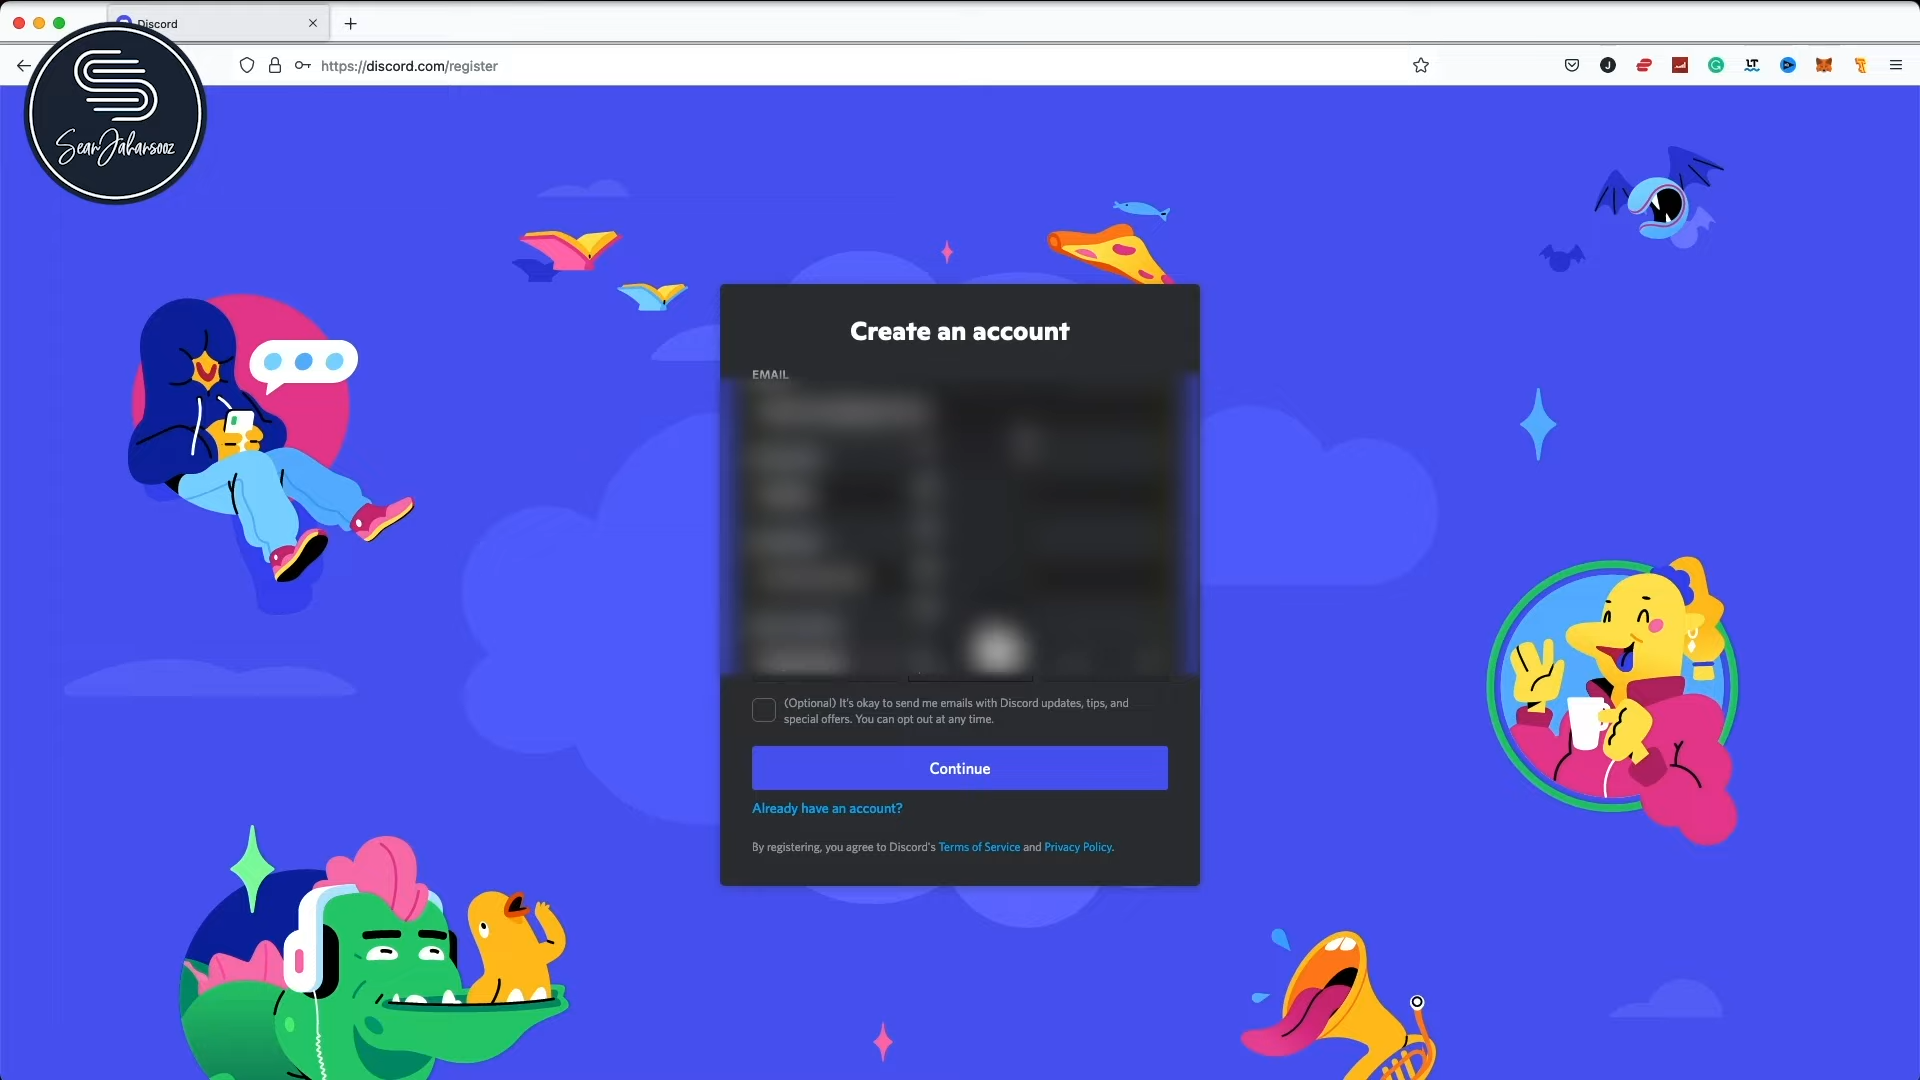 Discord
https://discord.com/register
Sean Jahansooz
Create an account
EMAIL
(Optional) It's okay to send me emails with Discord updates, tips, and
special offers. You can opt out at any time.
Continue
Already have an account?
By registering, you agree to Discord's Terms of Service and Privacy Policy.